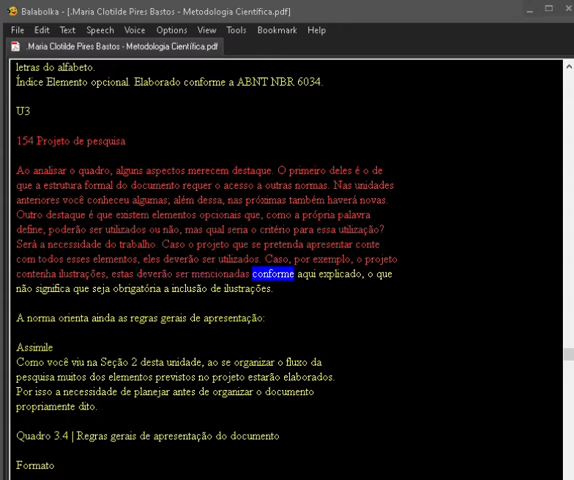 Balabolka - [.Maria Clotilde Pires Bastos - Metodologia Científica.pdf]
File Edit Text Speech Voice Options View Tools Bookmark Help
.Maria Clotilde Pires Bastos - Metodologia Científica.pdf
letras do alfabeto.
Índice Elemento opcional. Elaborado conforme a ABNT NBR 6034.
U3
154 Projeto de pesquisa
Ao analisar o quadro, alguns aspectos merecem destaque. O primeiro deles é o de
que a estrutura formal do documento requer o acesso a outras normas. Nas unidades
anteriores você conheceu algumas; além dessa, nas próximas também haverá novas.
Outro destaque é que existem elementos opcionais que, como a própria palavra
define, poderão ser utilizados ou não, mas qual seria o critério para essa utilização?
Será a necessidade do trabalho. Caso o projeto que se pretenda apresentar conte
com todos esses elementos, eles deverão ser utilizados. Caso, por exemplo, o projeto
contenha ilustrações, estas deverão ser mencionadas conforme aqui explicado, o que
não significa que seja obrigatória a inclusão de ilustrações.
A norma orienta ainda as regras gerais de apresentação:
Assimile
Como você viu na Seção 2 desta unidade, ao se organizar o fluxo da
pesquisa muitos dos elementos previstos no projeto estarão elaborados.
Por isso a necessidade de planejar antes de organizar o documento
propriamente dito.
Quadro 3.4 | Regras gerais de apresentação do documento
Formato